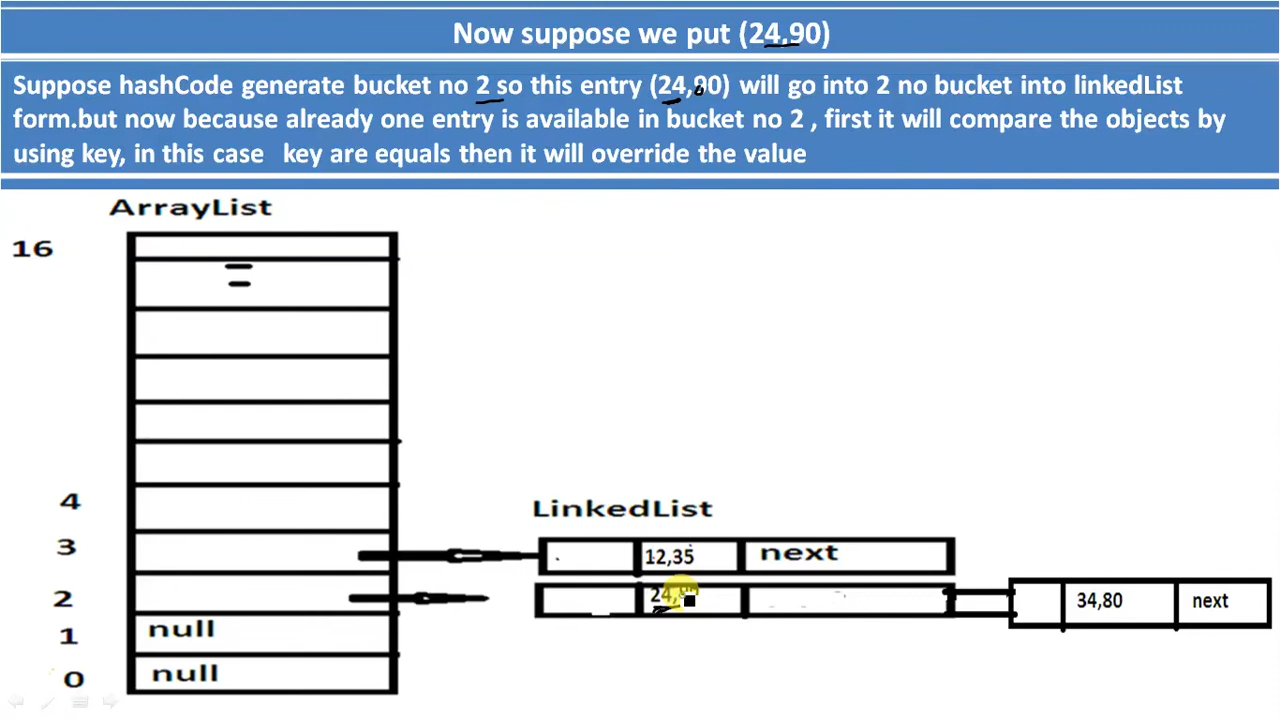 Now suppose we put (24,90)
Suppose hashCode generate bucket no 2 so this entry (24,90) will go into 2 no bucket into linkedList
form.but now because already one entry is available in bucket no 2 , first it will compare the objects by
using key, in this case key are equals then it will override the value
ArrayList
16
4
LinkedList
3
12,35 next
2
24,
34,80 next
1
null
0
null